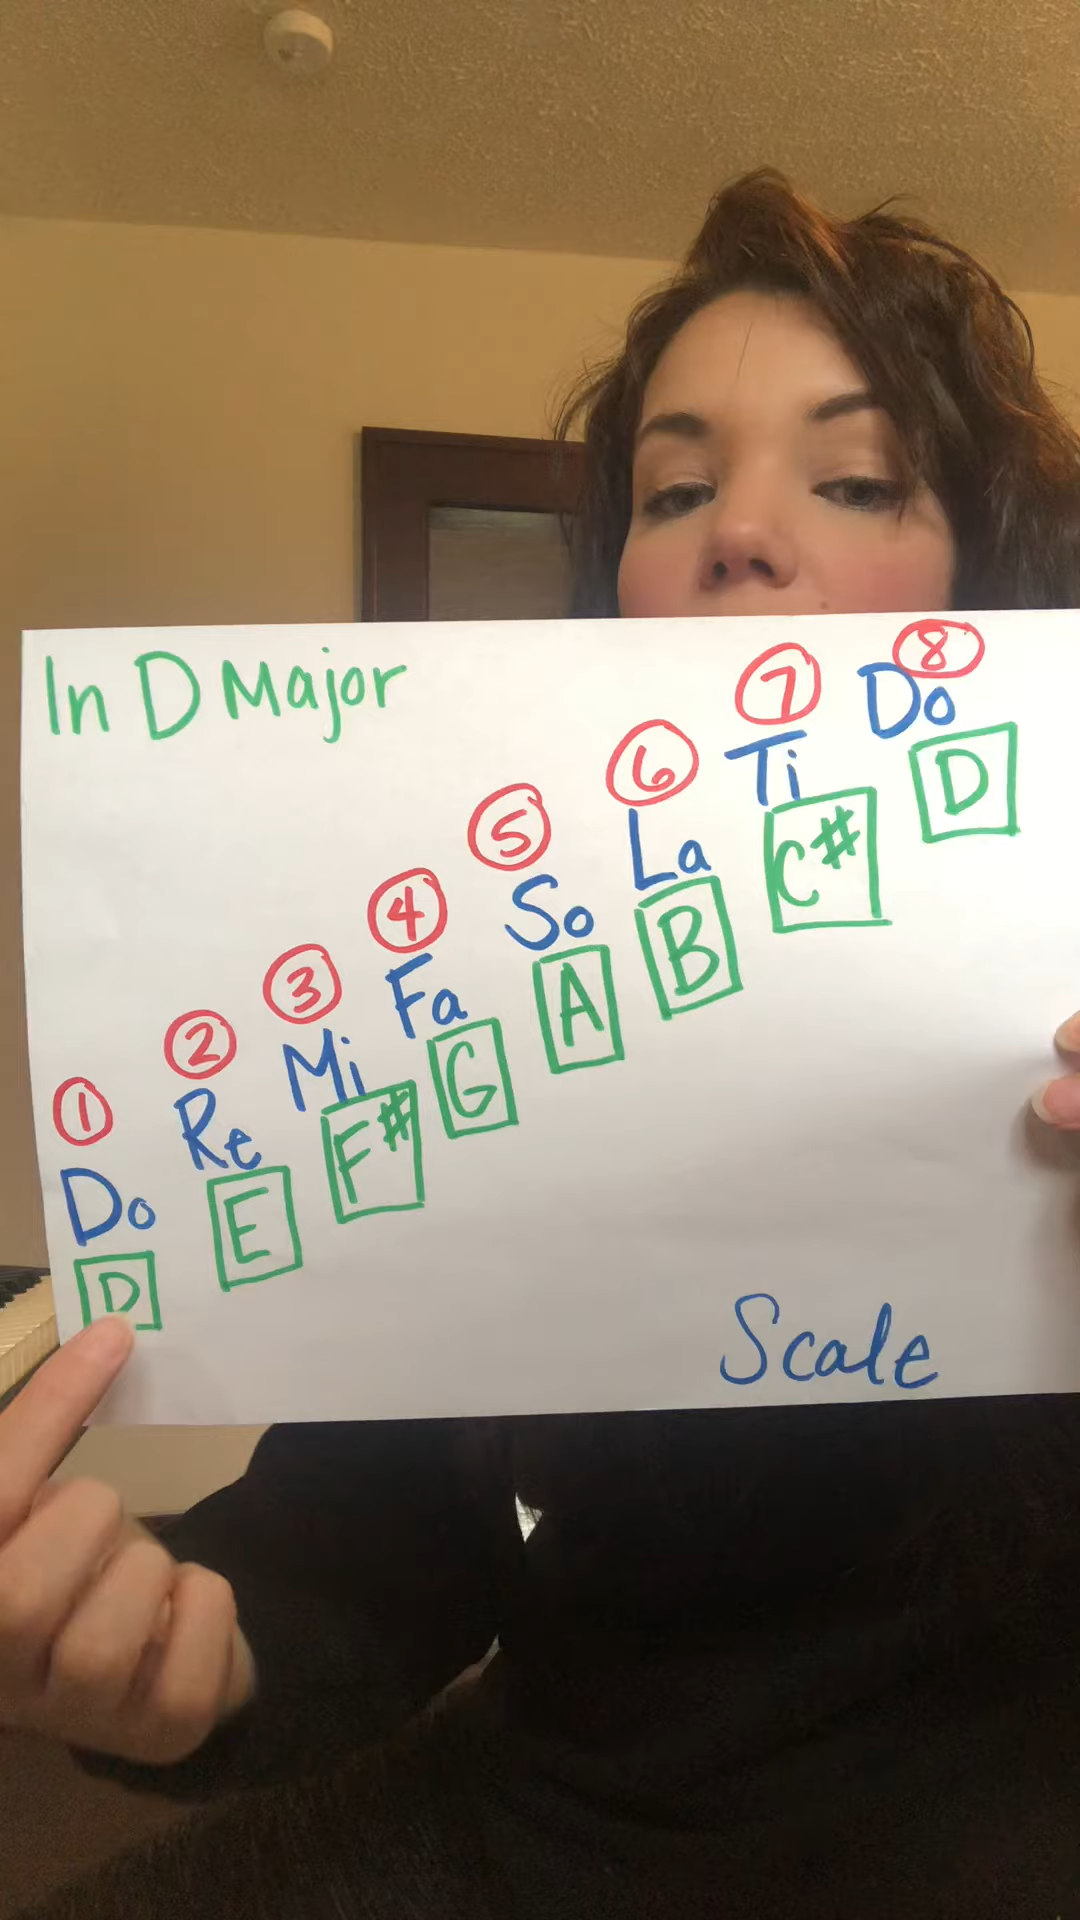 In D Major
① ② ③ ④ ⑤ ⑥ ⑦ ⑧
Do Re Mi Fa So La Ti Do
D E F# G A B C# D
Scale